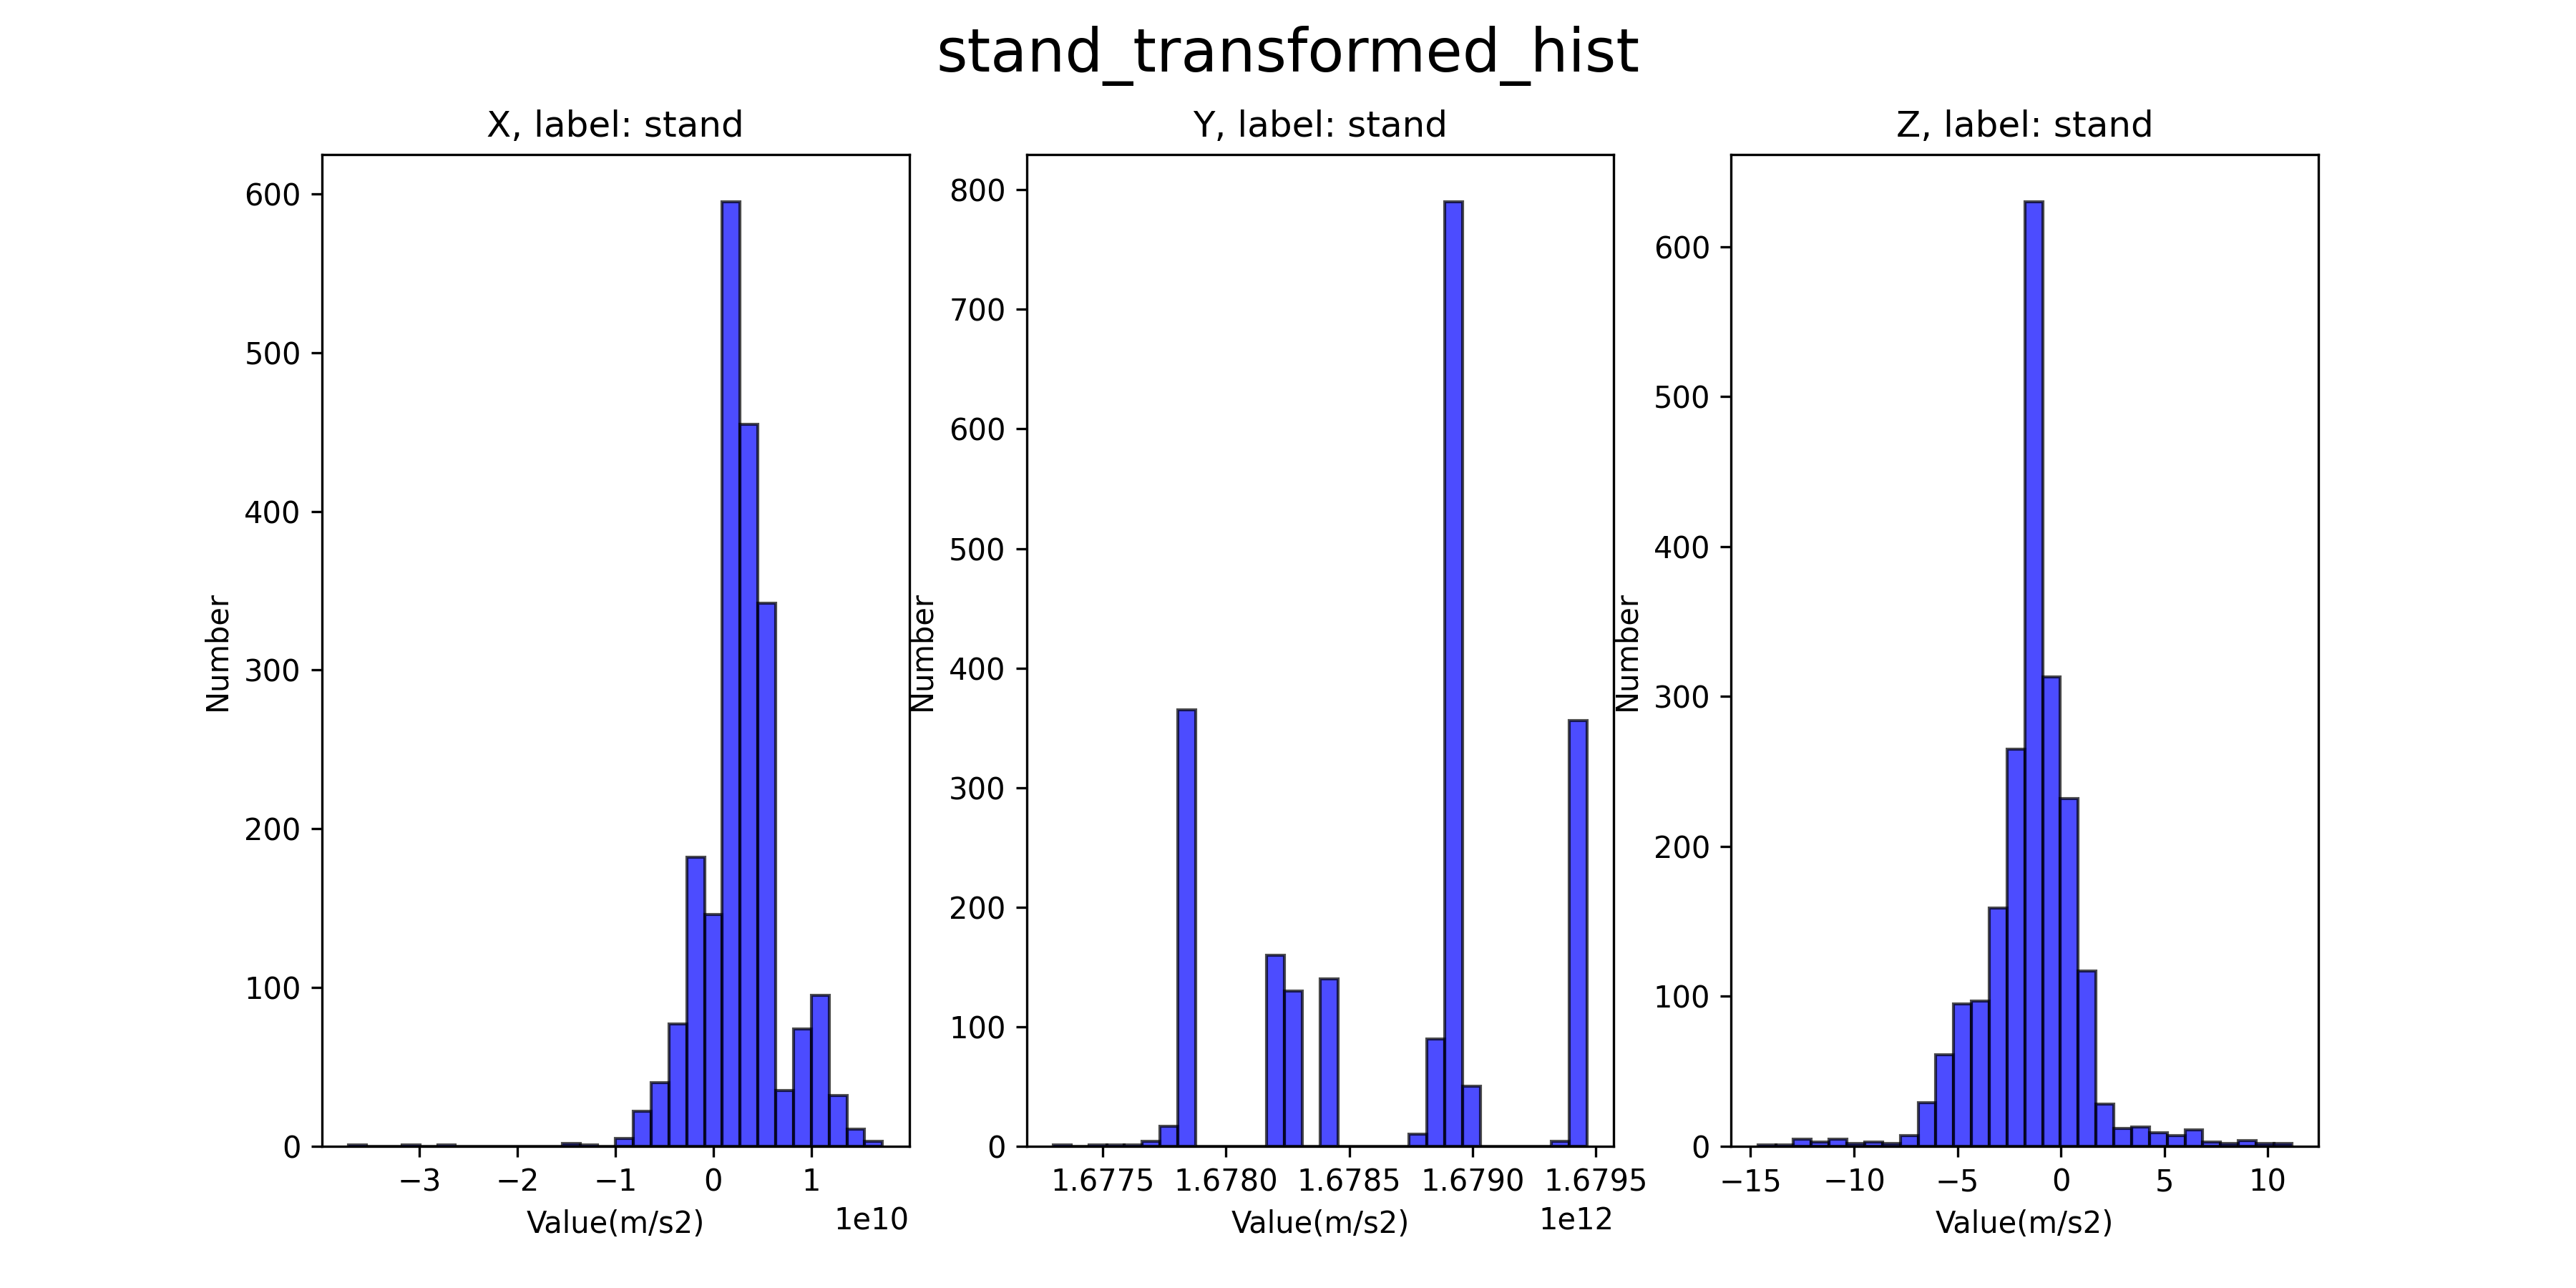 stand_transformed_hist
X, label: stand
Number
600
500
400
300
200
100
0
−3 −2 −1 0 1
1e10
Value(m/s2)
Y, label: stand
Number
800
700
600
500
400
300
200
100
0
1.6775 1.6780 1.6785 1.6790 1.6795
1e12
Value(m/s2)
Z, label: stand
Number
600
500
400
300
200
100
0
−15 −10 −5 0 5 10
Value(m/s2)